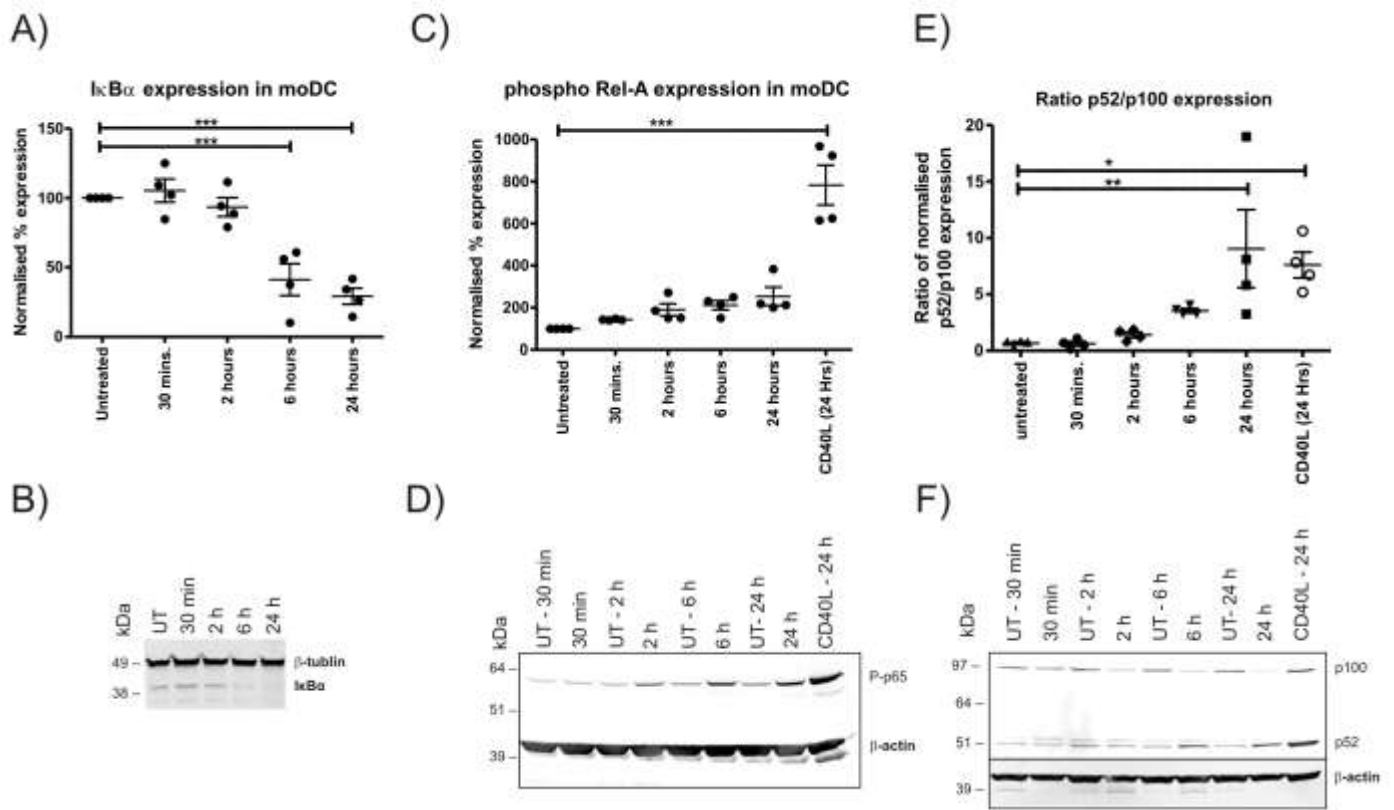 A)
IκBα expression in moDC
Normalised % expression
150
100
50
0
***
***
Untreated
30 mins.
2 hours
6 hours
24 hours
C)
phospho Rel-A expression in moDC
Normalised % expression
1000
800
600
400
200
0
***
Untreated
30 mins.
2 hours
6 hours
24 hours
CD40L (24 Hrs)
E)
Ratio p52/p100 expression
Ratio of normalised
p52/p100 expression
20
15
10
5
0
*
**
untreated
30 mins.
2 hours
6 hours
24 hours
CD40L (24 Hrs)
B)
kDa
UT
30 min
2 h
6 h
24 h
49 –
38 –
β-tublin
IκBα
D)
kDa
UT - 30 min
30 min
UT - 2 h
2 h
UT - 6 h
6 h
UT- 24 h
24 h
CD40L - 24 h
64 –
51 –
39 –
P-p65
β-actin
F)
kDa
UT - 30 min
30 min
UT - 2 h
2 h
UT - 6 h
6 h
UT- 24 h
24 h
CD40L - 24 h
97 –
64 –
51 –
39 –
p100
p52
β-actin